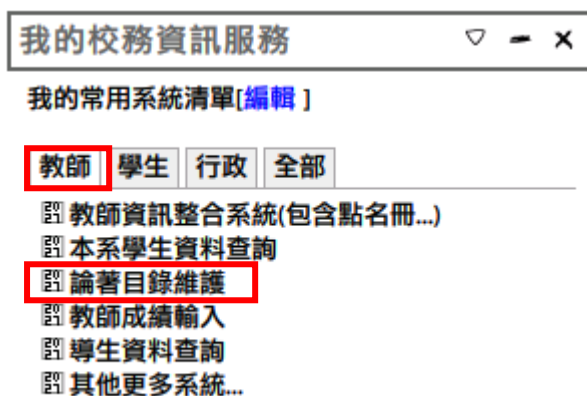 我的校務資訊服務
我的常用系統清單[編輯 ]
教師 學生 行政 全部
教師資訊整合系統(包含點名冊...)
本系學生資料查詢
論著目錄維護
教師成績輸入
導生資料查詢
其他更多系統...